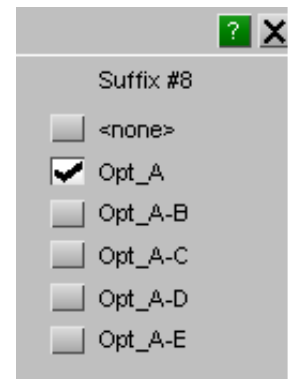 ?
Suffix #8
<none>
Opt_A
Opt_A-B
Opt_A-C
Opt_A-D
Opt_A-E